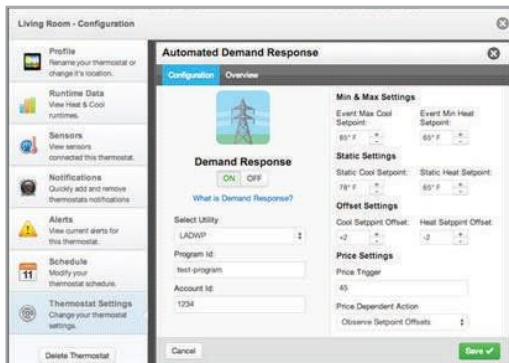 Living Room - Configuration
Profile
Rename your thermostat or
change it's location.
Runtime Data
View Heat & Cool
runtimes.
Sensors
View sensors
connected this thermostat.
Notifications
Quickly add and remove
thermostats notifications
Alerts
View current alerts for
this thermostat.
11
Schedule
Modify your
thermostat schedule.
Thermostat Settings
Change your thermostat
settings.
Delete Thermostat
Automated Demand Response
Configuration Overview
Demand Response
ON OFF
What is Demand Response?
Select Utility
LADWP
Program Id:
test-program
Account Id:
1234
Min & Max Settings
Event Max Cool Event Min Heat
Setpoint: Setpoint:
85° F 65° F
Static Settings
Static Cool Setpoint: Static Heat Setpoint:
78° F 65° F
Offset Settings
Cool Setpoint Offset: Heat Setpoint Offset:
+2 -2
Price Settings
Price Trigger
45
Price Dependent Action
Observe Setpoint Offsets
Cancel Save ✓